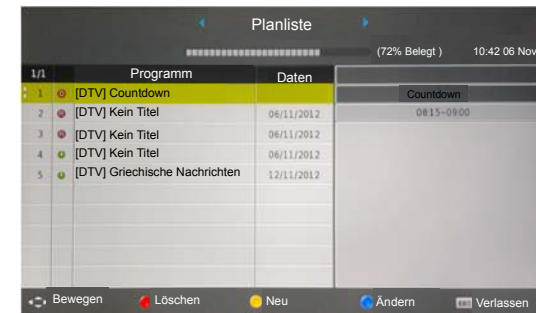 Planliste
(72% Belegt ) 10:42 06 Nov
1/1 Programm Daten
1 [DTV] Countdown Countdown
2 [DTV] Kein Titel 06/11/2012 0815-0900
3 [DTV] Kein Titel 06/11/2012
4 [DTV] Kein Titel 06/11/2012
5 [DTV] Griechische Nachrichten 12/11/2012
Bewegen Löschen Neu Ändern EXIT Verlassen